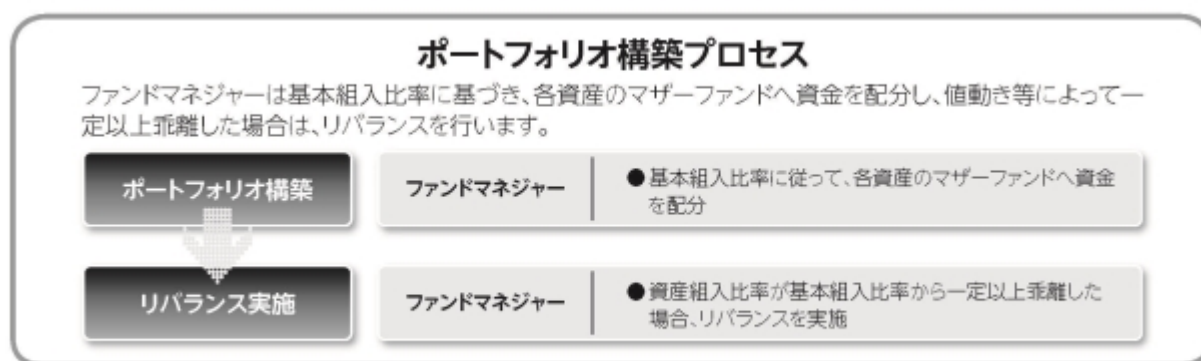 ポートフォリオ構築プロセス
ファンドマネジャーは基本組入比率に基づき、各資産のマザーファンドへ資金を配分し、値動き等によって一
定以上乖離した場合は、リバランスを行います。
ポートフォリオ構築
ファンドマネジャー
●基本組入比率に従って、各資産のマザーファンドへ資金
を配分
リバランス実施
ファンドマネジャー
●資産組入比率が基本組入比率から一定以上乖離した
場合、リバランスを実施